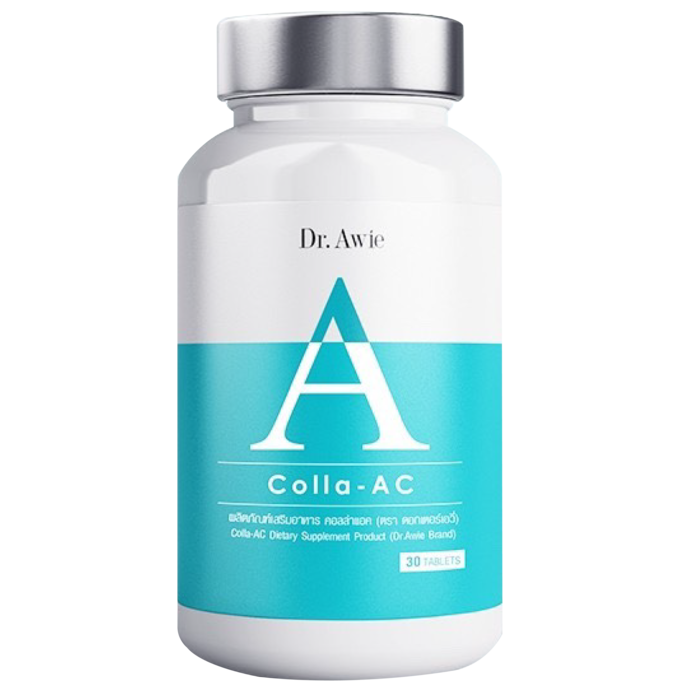 Dr. Awie
A
Colla-AC
ผลิตภัณฑ์เสริมอาหาร คอลล่าแอค (ตรา ดอกเตอร์เอวี่)
Colla-AC Dietary Supplement Product (Dr.Awie Brand)
30 TABLETS